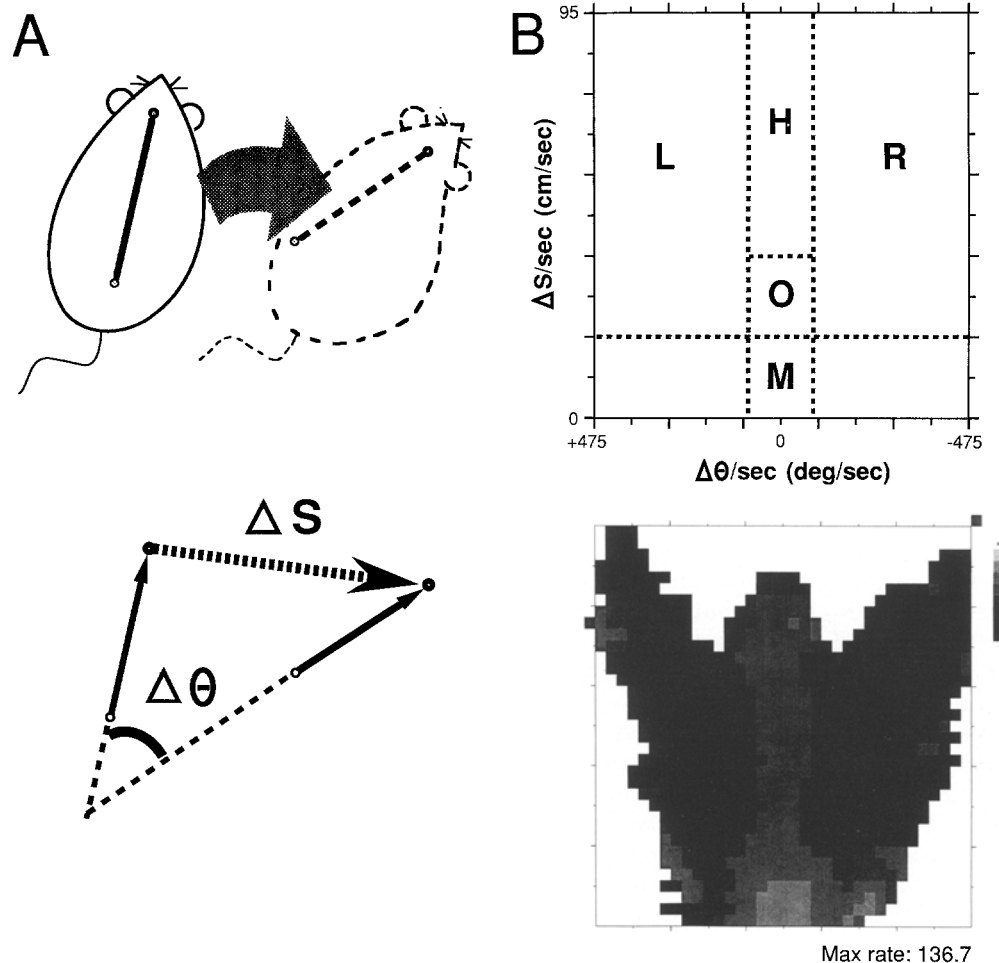 A
ΔS
Δθ
B
95
ΔS/sec (cm/sec)
L
H
R
O
M
0
+475
0
-475
Δθ/sec (deg/sec)
Max rate: 136.7